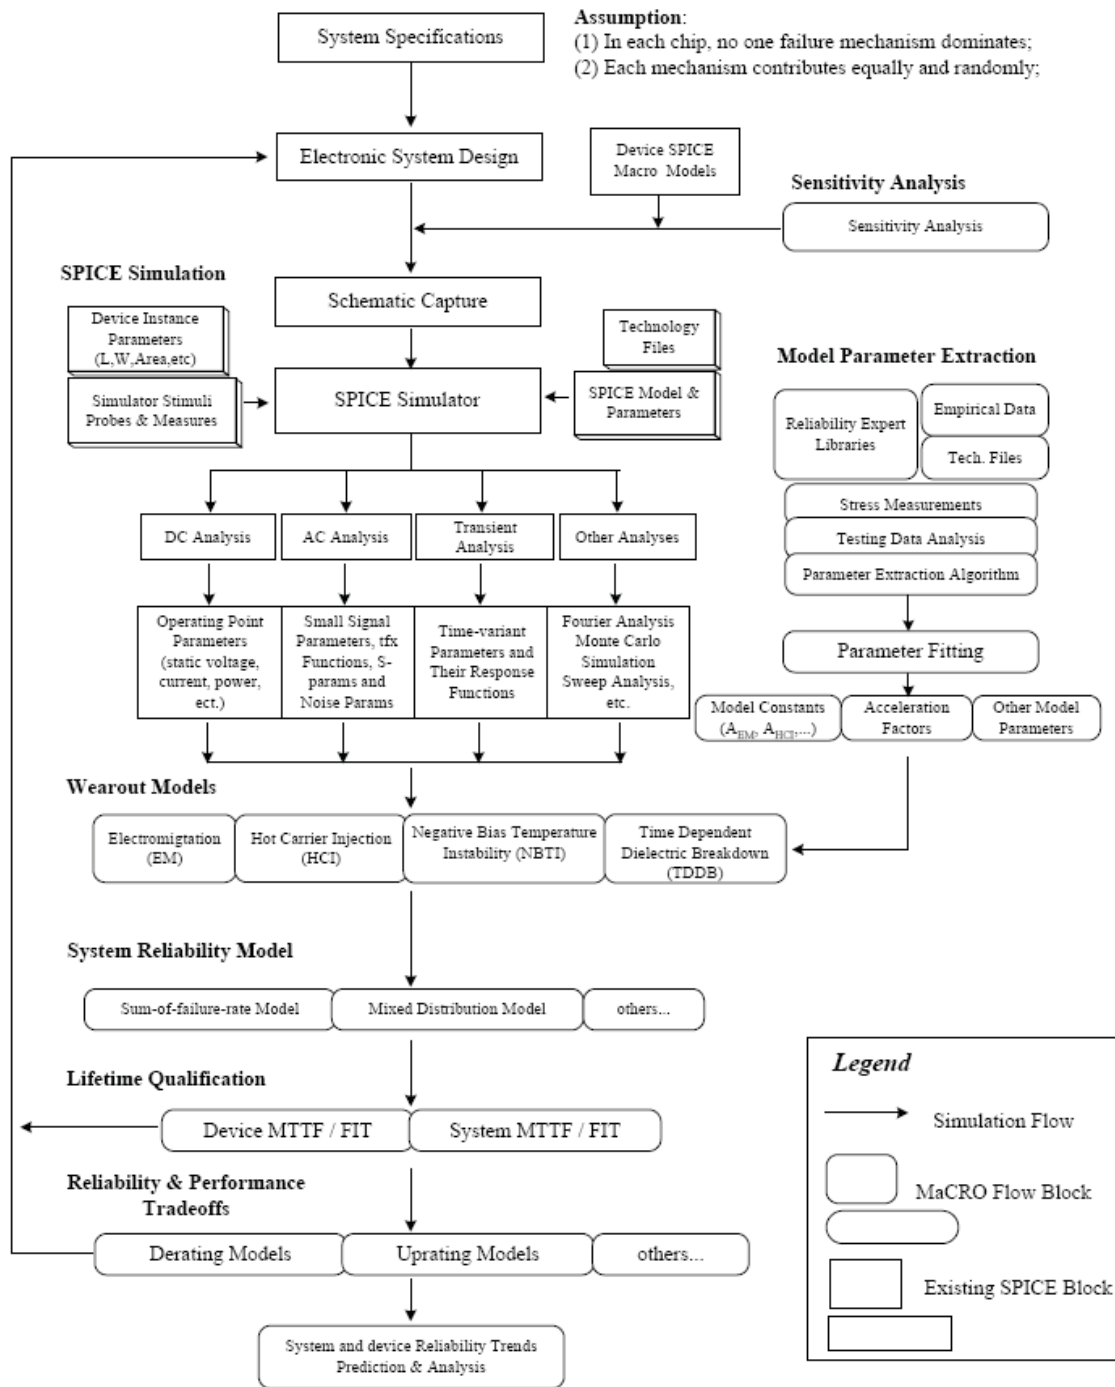 System Specifications
Assumption:
(1) In each chip, no one failure mechanism dominates;
(2) Each mechanism contributes equally and randomly;
Electronic System Design
Device SPICE
Macro Models
Sensitivity Analysis
Sensitivity Analysis
SPICE Simulation
Schematic Capture
Device Instance
Parameters
(L,W,Area,etc)
Technology
Files
Simulator Stimuli
Probes & Measures
SPICE Simulator
SPICE Model &
Parameters
Model Parameter Extraction
Reliability Expert
Libraries
Empirical Data
Tech. Files
Stress Measurements
Testing Data Analysis
Parameter Extraction Algorithm
Parameter Fitting
Model Constants
(A_EM, A_HCI,...)
Acceleration
Factors
Other Model
Parameters
DC Analysis
AC Analysis
Transient
Analysis
Other Analyses
Operating Point
Parameters
(static voltage,
current, power,
ect.)
Small Signal
Parameters, tfx
Functions, S-
params and
Noise Params
Time-variant
Parameters and
Their Response
Functions
Fourier Analysis
Monte Carlo
Simulation
Sweep Analysis,
etc.
Wearout Models
Electromigtation
(EM)
Hot Carrier Injection
(HCI)
Negative Bias Temperature
Instability (NBTI)
Time Dependent
Dielectric Breakdown
(TDDB)
System Reliability Model
Sum-of-failure-rate Model
Mixed Distribution Model
others...
Lifetime Qualification
Device MTTF / FIT
System MTTF / FIT
Reliability & Performance
Tradeoffs
Derating Models
Uprating Models
others...
System and device Reliability Trends
Prediction & Analysis
Legend
Simulation Flow
MaCRO Flow Block
Existing SPICE Block